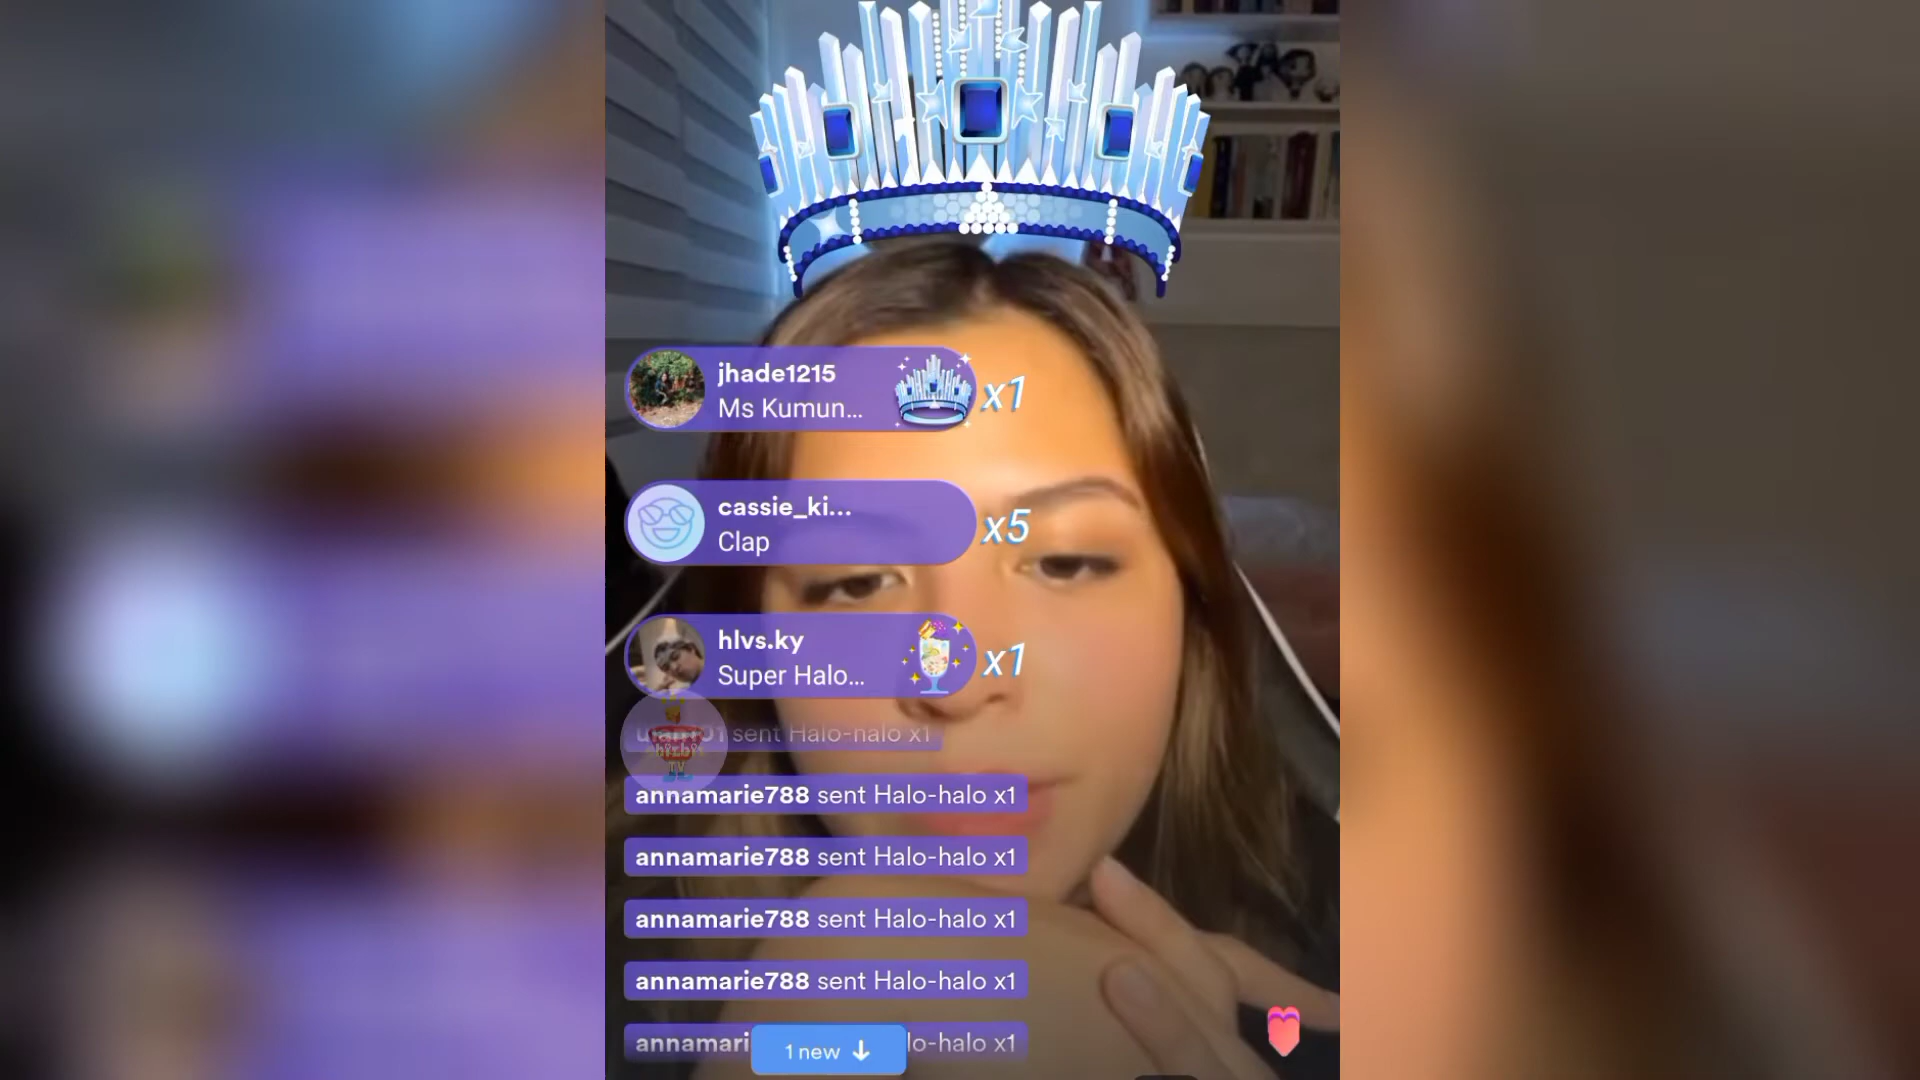 jhade1215
Ms Kumun...
x1
cassie_ki...
Clap
x5
hlvs.ky
Super Halo...
x1
sent Halo-halo x1
TV
annamarie788 sent Halo-halo x1
annamarie788 sent Halo-halo x1
annamarie788 sent Halo-halo x1
annamarie788 sent Halo-halo x1
annamari
lo-halo x1
1 new